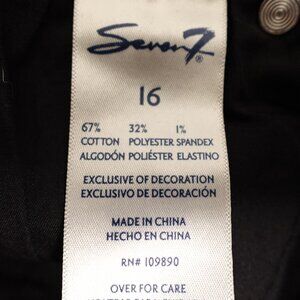 Seven7®
16
67% 32% 1%
COTTON POLYESTER SPANDEX
ALGODÓN POLIÉSTER ELASTINO
EXCLUSIVE OF DECORATION
EXCLUSIVO DE DECORACIÓN
MADE IN CHINA
HECHO EN CHINA
RN# 109890
OVER FOR CARE